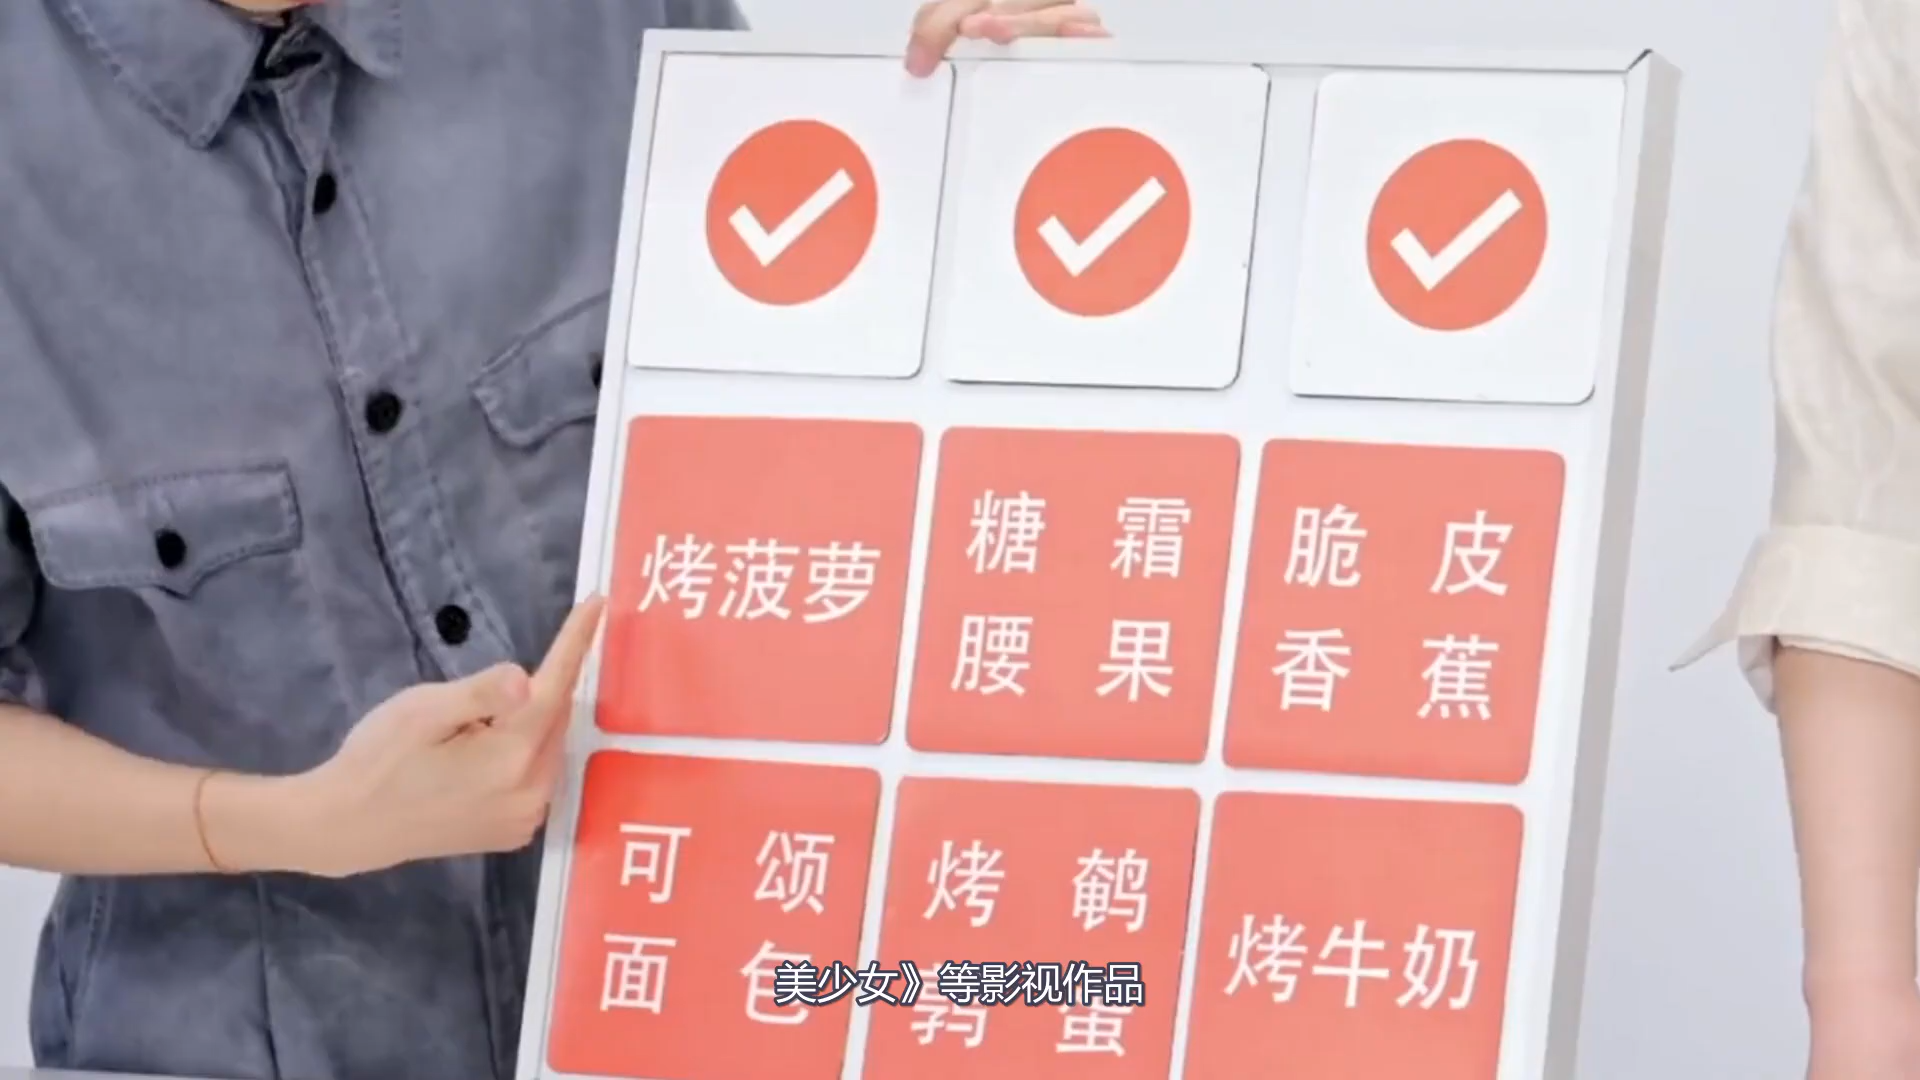 烤菠萝
糖霜
腰果
脆皮
香蕉
可颂
面包
烤鹌
鹑蛋
烤牛奶
美少女》等影视作品